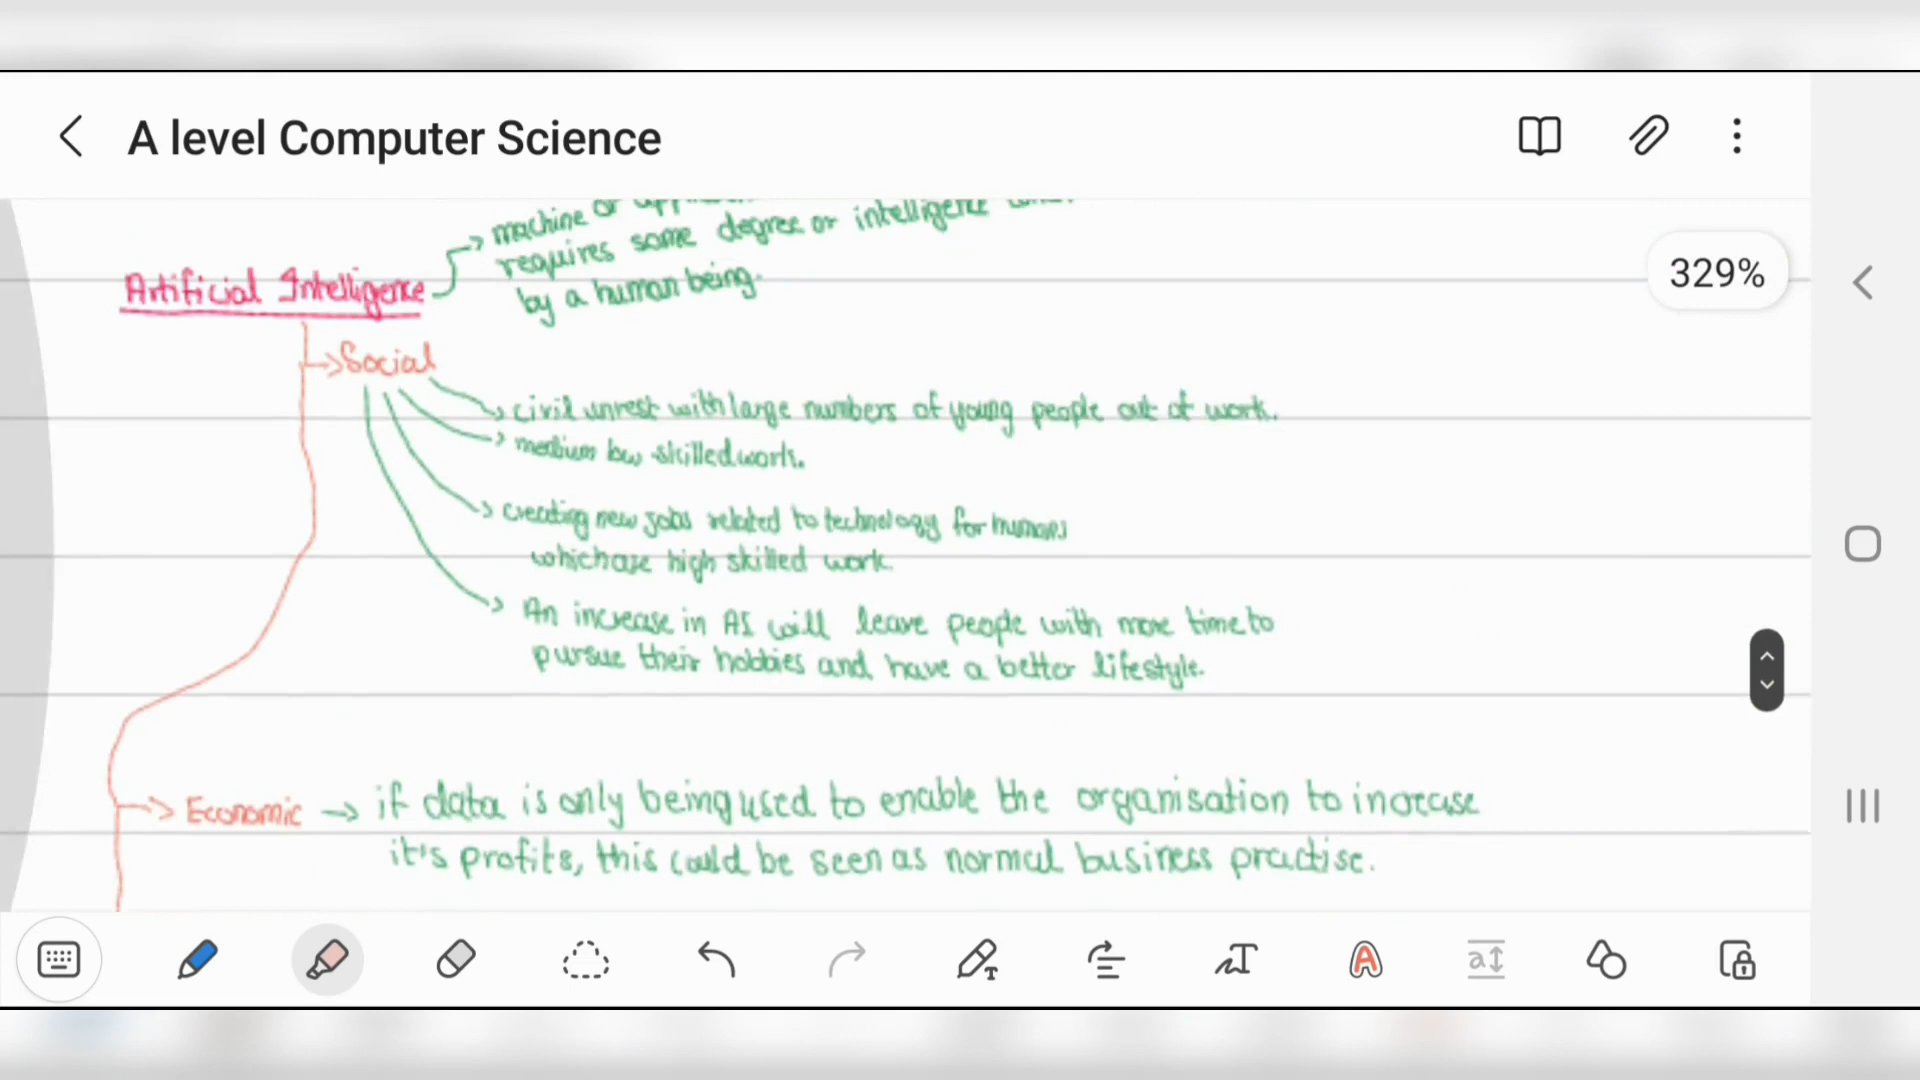 A level Computer Science
machine or
requires some degree or intelligence
by a human being.
329%
Artificial Intelligence
Social
civil unrest with large numbers of young people out of work.
medium low skilled work.
creating new jobs related to technology for humans
which are high skilled work.
An increase in AI will leave people with more time to
pursue their hobbies and have a better lifestyle.
Economic → if data is only being used to enable the organisation to increase
it's profits, this could be seen as normal business practise.